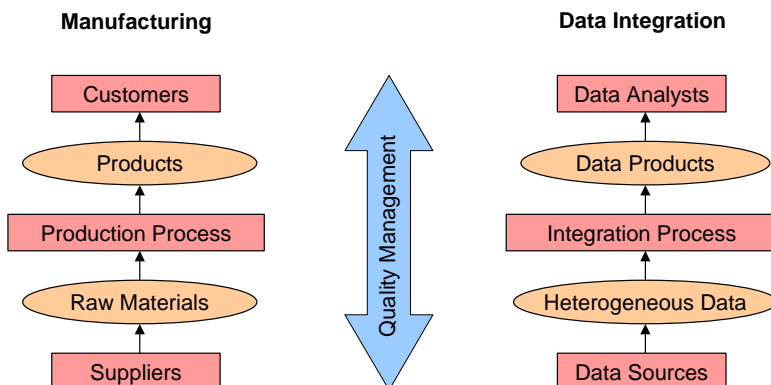 Manufacturing
Data Integration
Customers
Data Analysts
Products
Data Products
Production Process
Integration Process
Raw Materials
Heterogeneous Data
Suppliers
Data Sources
Quality Management